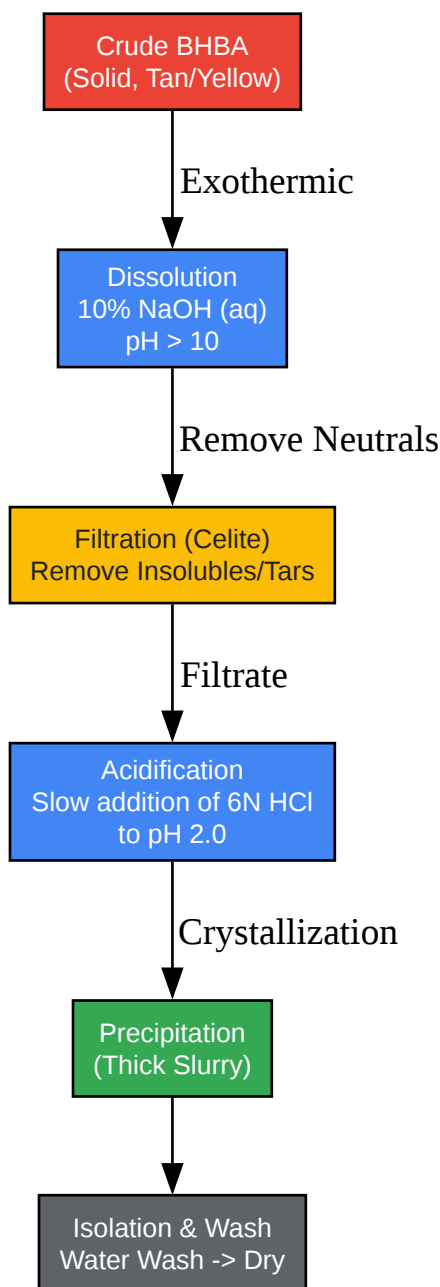 Crude BHBA
(Solid, Tan/Yellow)
Exothermic
Dissolution
10% NaOH (aq)
pH > 10
Remove Neutrals
Filtration (Celite)
Remove Insolubles/Tars
Filtrate
Acidification
Slow addition of 6N HCl
to pH 2.0
Crystallization
Precipitation
(Thick Slurry)
Isolation & Wash
Water Wash -> Dry